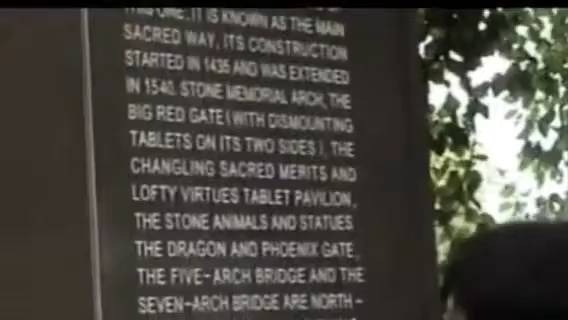 THIS ONE. IT IS KNOWN AS THE MAIN
SACRED WAY, ITS CONSTRUCTION
STARTED IN 1435 AND WAS EXTENDED
IN 1540. STONE MEMORIAL ARCH, THE
BIG RED GATE (WITH DISMOUNTING
TABLETS ON ITS TWO SIDES ), THE
CHANGLING SACRED MERITS AND
LOFTY VIRTUES TABLET PAVILION,
THE STONE ANIMALS AND STATUES
THE DRAGON AND PHOENIX GATE,
THE FIVE-ARCH BRIDGE AND THE
SEVEN-ARCH BRIDGE ARE NORTH-